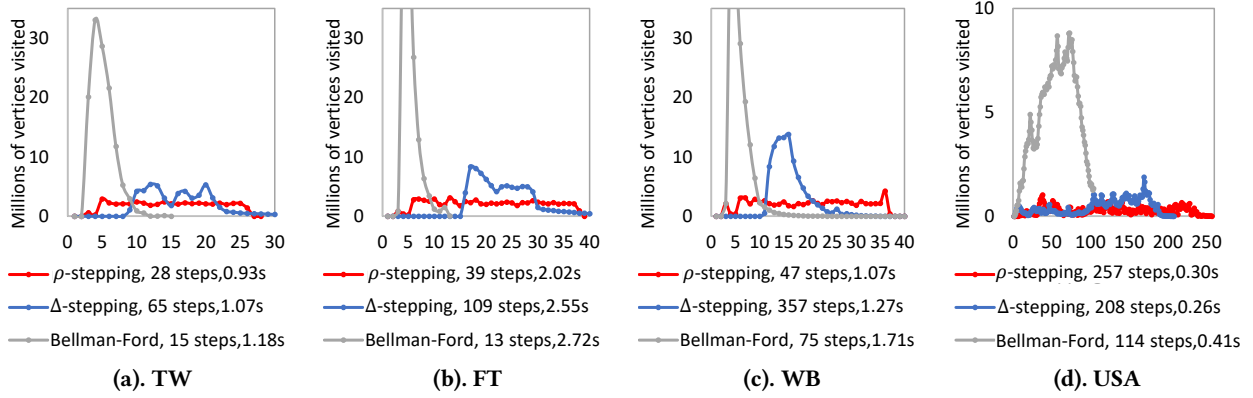 Millions of vertices visited
30
20
10
0
0 5 10 15 20 25 30
ρ-stepping, 28 steps,0.93s
Δ-stepping, 65 steps,1.07s
Bellman-Ford, 15 steps,1.18s
(a). TW
Millions of vertices visited
30
20
10
0
0 5 10 15 20 25 30 35 40
ρ-stepping, 39 steps,2.02s
Δ-stepping, 109 steps,2.55s
Bellman-Ford, 13 steps,2.72s
(b). FT
Millions of vertices visited
30
20
10
0
0 5 10 15 20 25 30 35 40
ρ-stepping, 47 steps,1.07s
Δ-stepping, 357 steps,1.27s
Bellman-Ford, 75 steps,1.71s
(c). WB
Millions of vertices visited
10
5
0
0 50 100 150 200 250
ρ-stepping, 257 steps,0.30s
Δ-stepping, 208 steps,0.26s
Bellman-Ford, 114 steps,0.41s
(d). USA